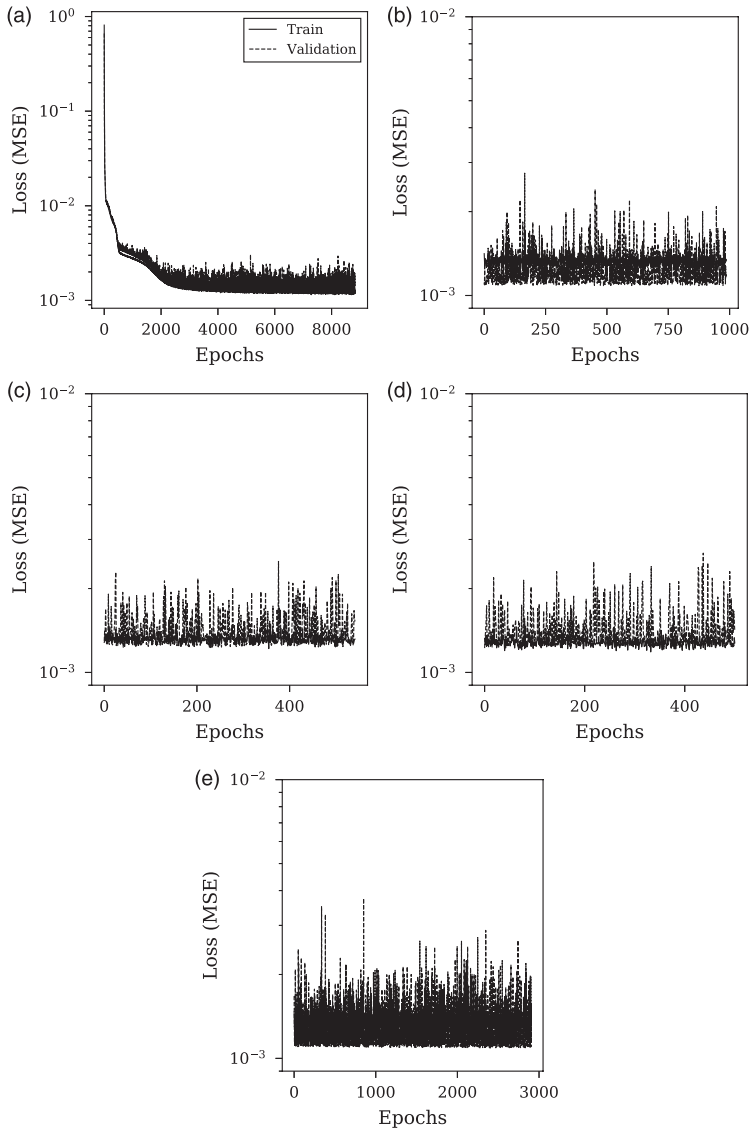 (a)
10⁰
10⁻¹
10⁻²
10⁻³
Loss (MSE)
Train
Validation
0 2000 4000 6000 8000
Epochs
(b)
10⁻²
10⁻³
Loss (MSE)
0 250 500 750 1000
Epochs
(c)
10⁻²
10⁻³
Loss (MSE)
0 200 400
Epochs
(d)
10⁻²
10⁻³
Loss (MSE)
0 200 400
Epochs
(e)
10⁻²
10⁻³
Loss (MSE)
0 1000 2000 3000
Epochs